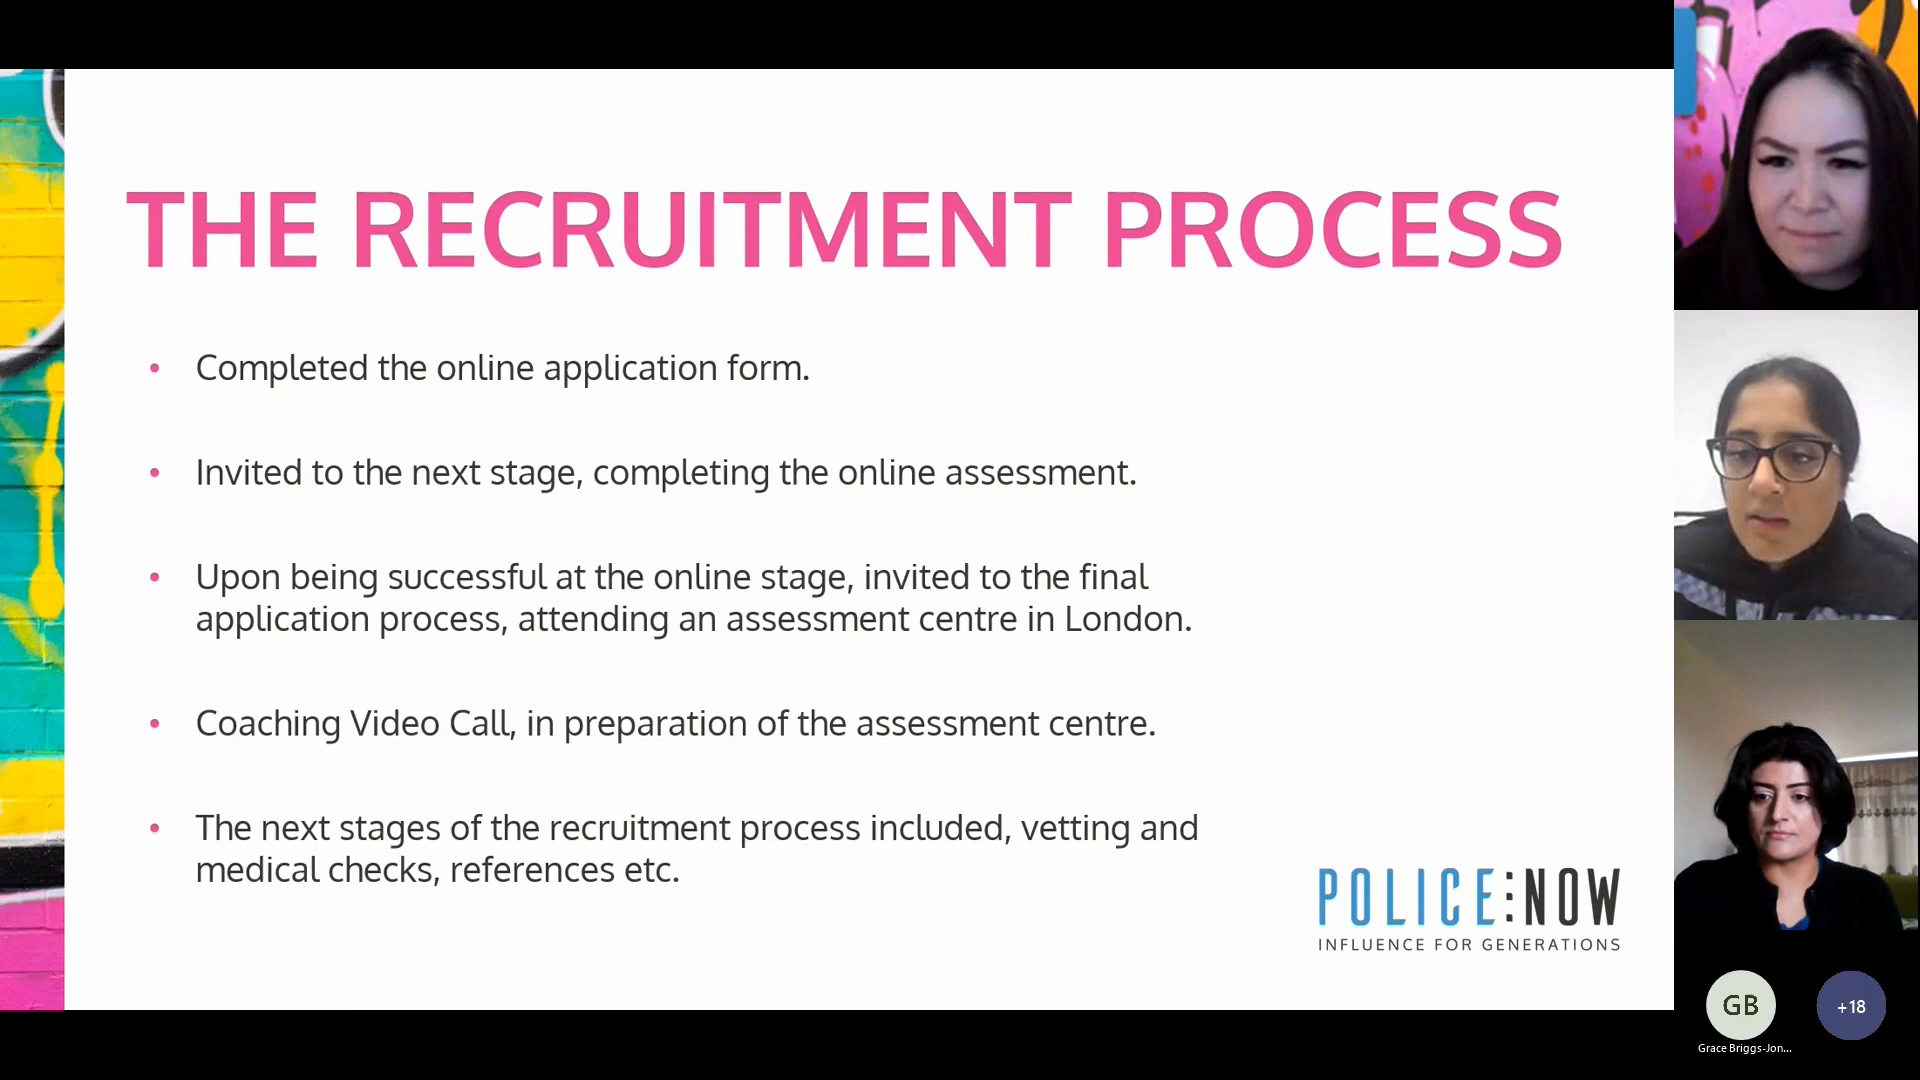 THE RECRUITMENT PROCESS
• Completed the online application form.
• Invited to the next stage, completing the online assessment.
• Upon being successful at the online stage, invited to the final
application process, attending an assessment centre in London.
• Coaching Video Call, in preparation of the assessment centre.
• The next stages of the recruitment process included, vetting and
medical checks, references etc.
POLICE:NOW
INFLUENCE FOR GENERATIONS
GB
+18
Grace Briggs-Jon...